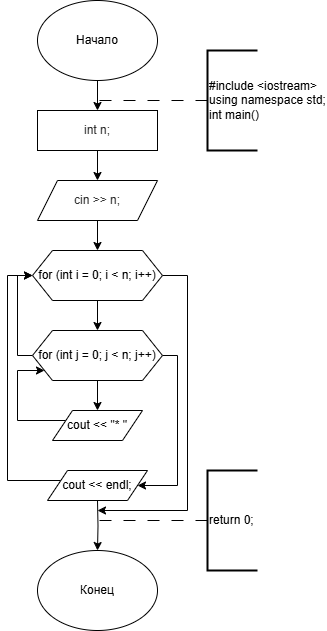 Начало
#include <iostream>
using namespace std;
int main()
int n;
cin >> n;
for (int i = 0; i < n; i++)
for (int j = 0; j < n; j++)
cout << "* "
cout << endl;
return 0;
Конец